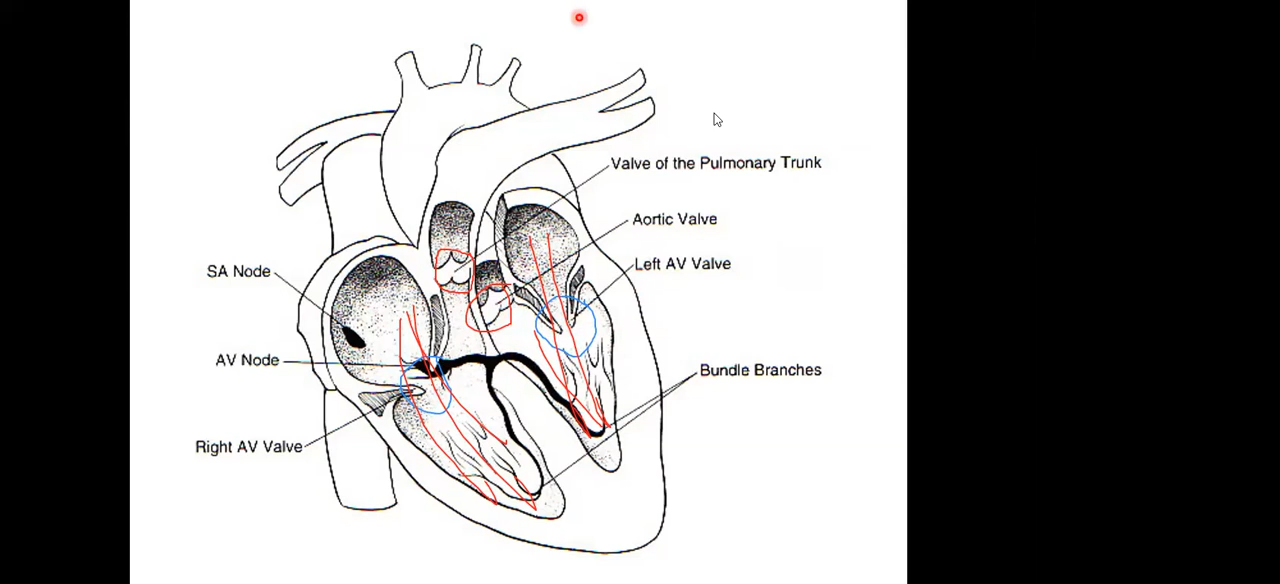 Valve of the Pulmonary Trunk
Aortic Valve
Left AV Valve
SA Node
AV Node
Bundle Branches
Right AV Valve